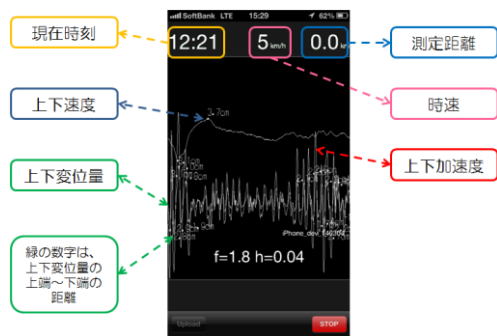 SoftBank LTE 15:29 62%
現在時刻
12:21
5 km/h
0.0
測定距離
上下速度
2.7cm
時速
上下変位量
上下加速度
緑の数字は、
上下変位量の
上端～下端の
距離
iPhone_dev_140304
f=1.8 h=0.04
Upload
STOP